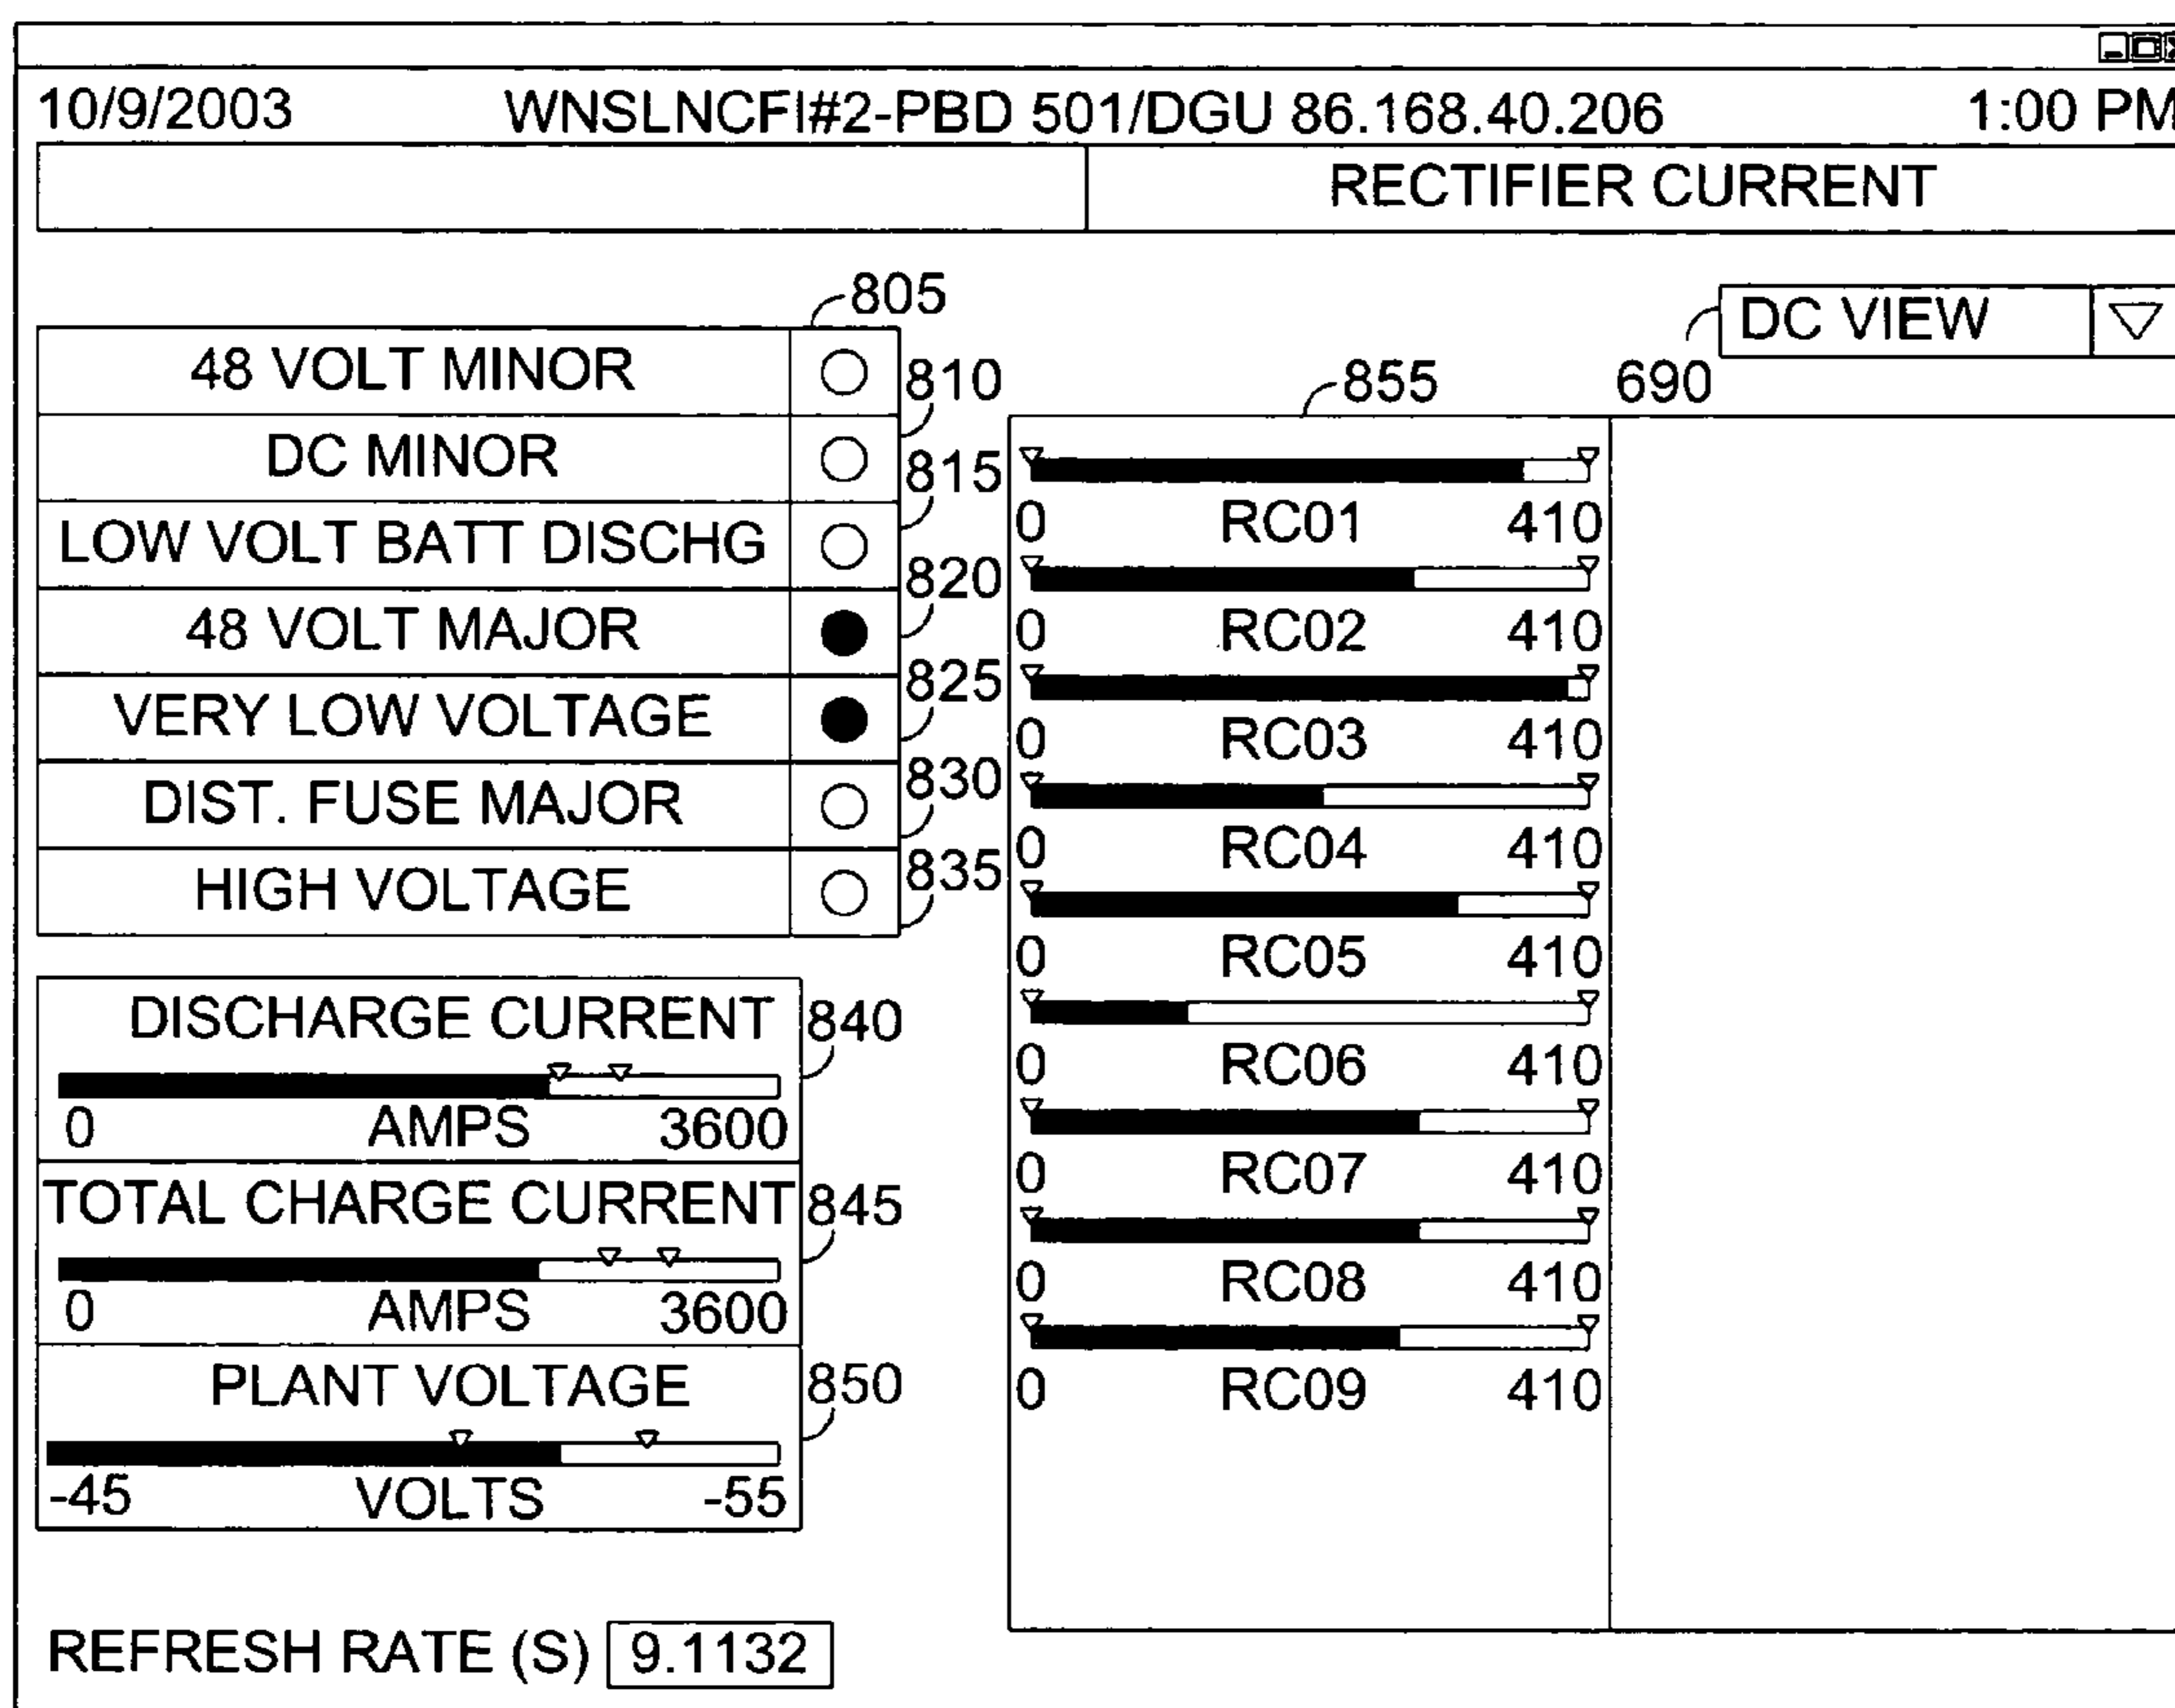 10/9/2003 WNSLNCFI#2-PBD 501/DGU 86.168.40.206 1:00 PM
RECTIFIER CURRENT
805
48 VOLT MINOR
810
DC MINOR
815
LOW VOLT BATT DISCHG
820
48 VOLT MAJOR
825
VERY LOW VOLTAGE
830
DIST. FUSE MAJOR
835
HIGH VOLTAGE
DISCHARGE CURRENT 840
0 AMPS 3600
TOTAL CHARGE CURRENT 845
0 AMPS 3600
PLANT VOLTAGE 850
-45 VOLTS -55
REFRESH RATE (S) 9.1132
DC VIEW
690
855
0 RC01 410
0 RC02 410
0 RC03 410
0 RC04 410
0 RC05 410
0 RC06 410
0 RC07 410
0 RC08 410
0 RC09 410